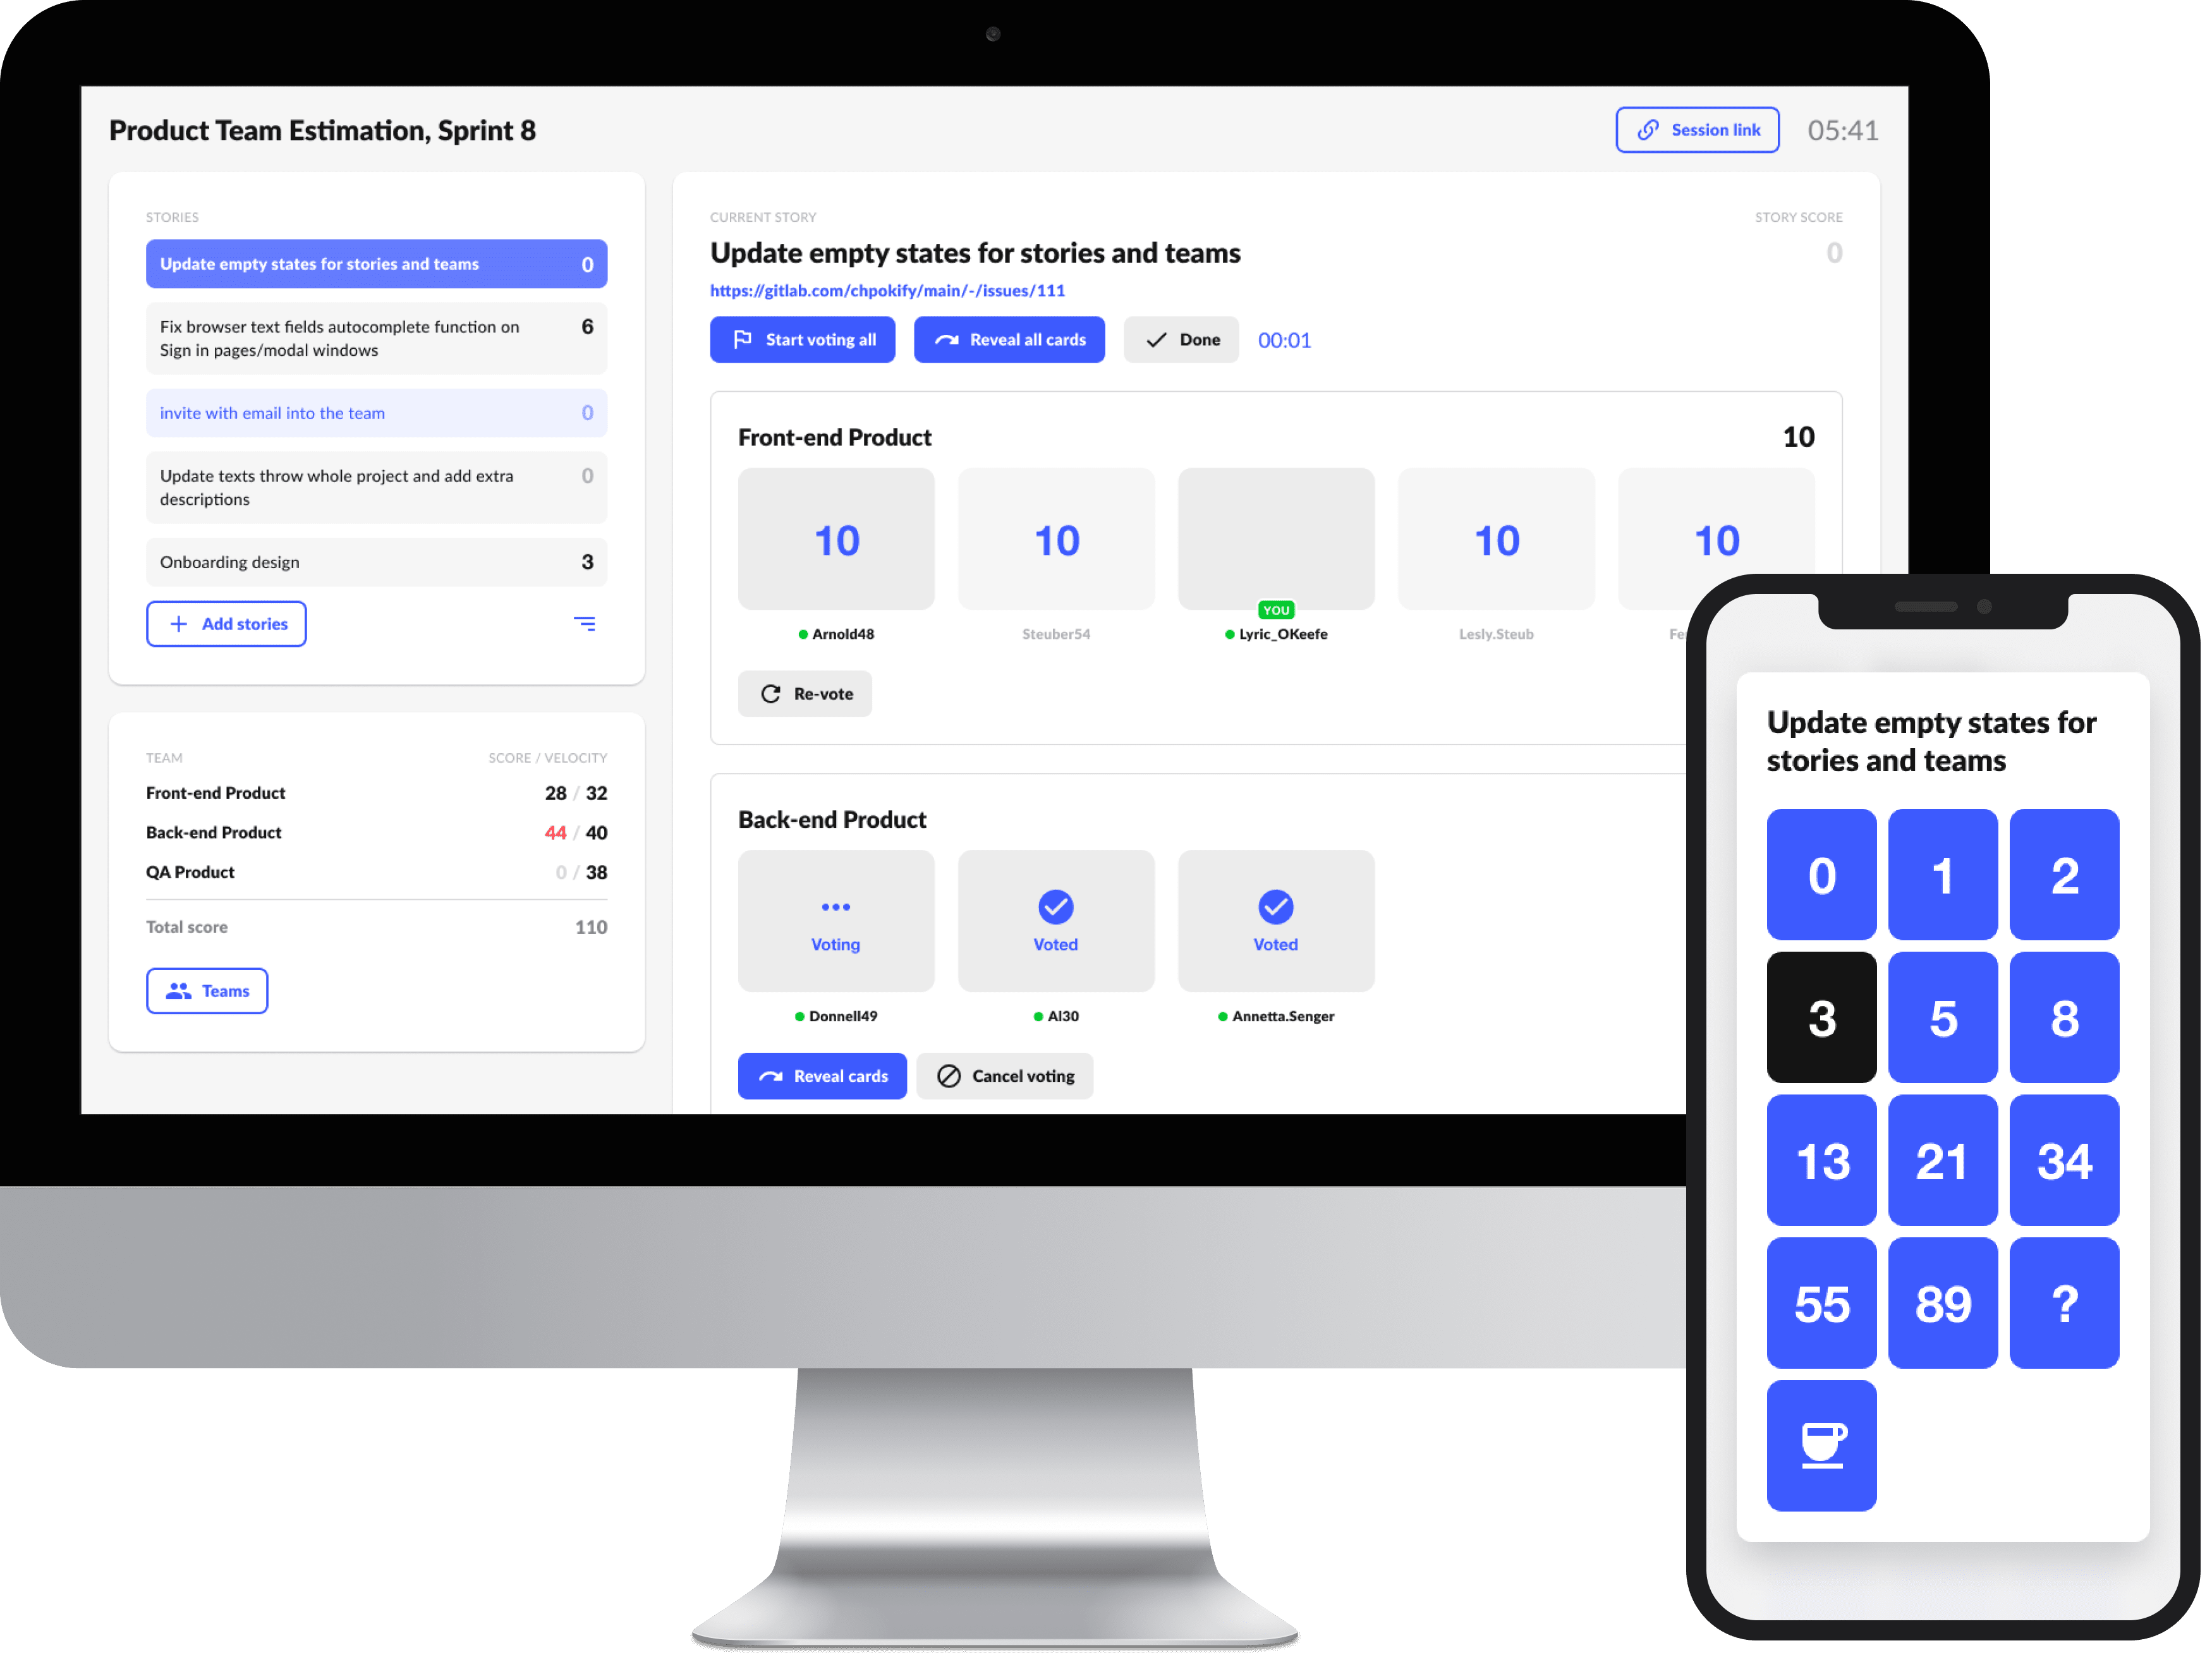 Product Team Estimation, Sprint 8
Session link
05:41
STORIES
Update empty states for stories and teams 0
Fix browser text fields autocomplete function on 6
Sign in pages/modal windows
invite with email into the team 0
Update texts throw whole project and add extra 0
descriptions
Onboarding design 3
Add stories
TEAM SCORE / VELOCITY
Front-end Product 28 / 32
Back-end Product 44 / 40
QA Product 0 / 38
Total score 110
Teams
CURRENT STORY STORY SCORE
Update empty states for stories and teams 0
https://gitlab.com/chpokify/main/-/issues/111
Start voting all Reveal all cards Done 00:01
Front-end Product 10
10 10 10 10
YOU
Arnold48 Steuber54 Lyric_OKeefe Lesly.Steub
Re-vote
Back-end Product
Voting Voted Voted
Donnell49 Al30 Annetta.Senger
Reveal cards Cancel voting
Update empty states for
stories and teams
0 1 2
3 5 8
13 21 34
55 89 ?